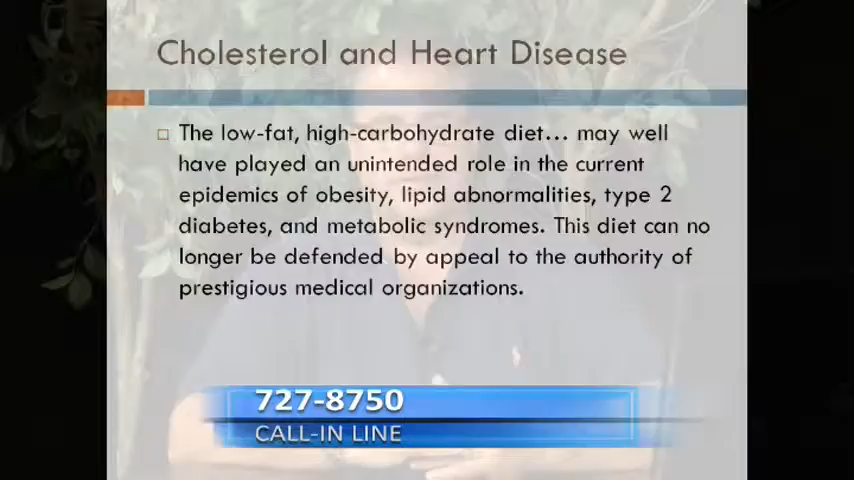 Cholesterol and Heart Disease
The low-fat, high-carbohydrate diet... may well
have played an unintended role in the current
epidemics of obesity, lipid abnormalities, type 2
diabetes, and metabolic syndromes. This diet can no
longer be defended by appeal to the authority of
prestigious medical organizations.
727-8750
CALL-IN LINE